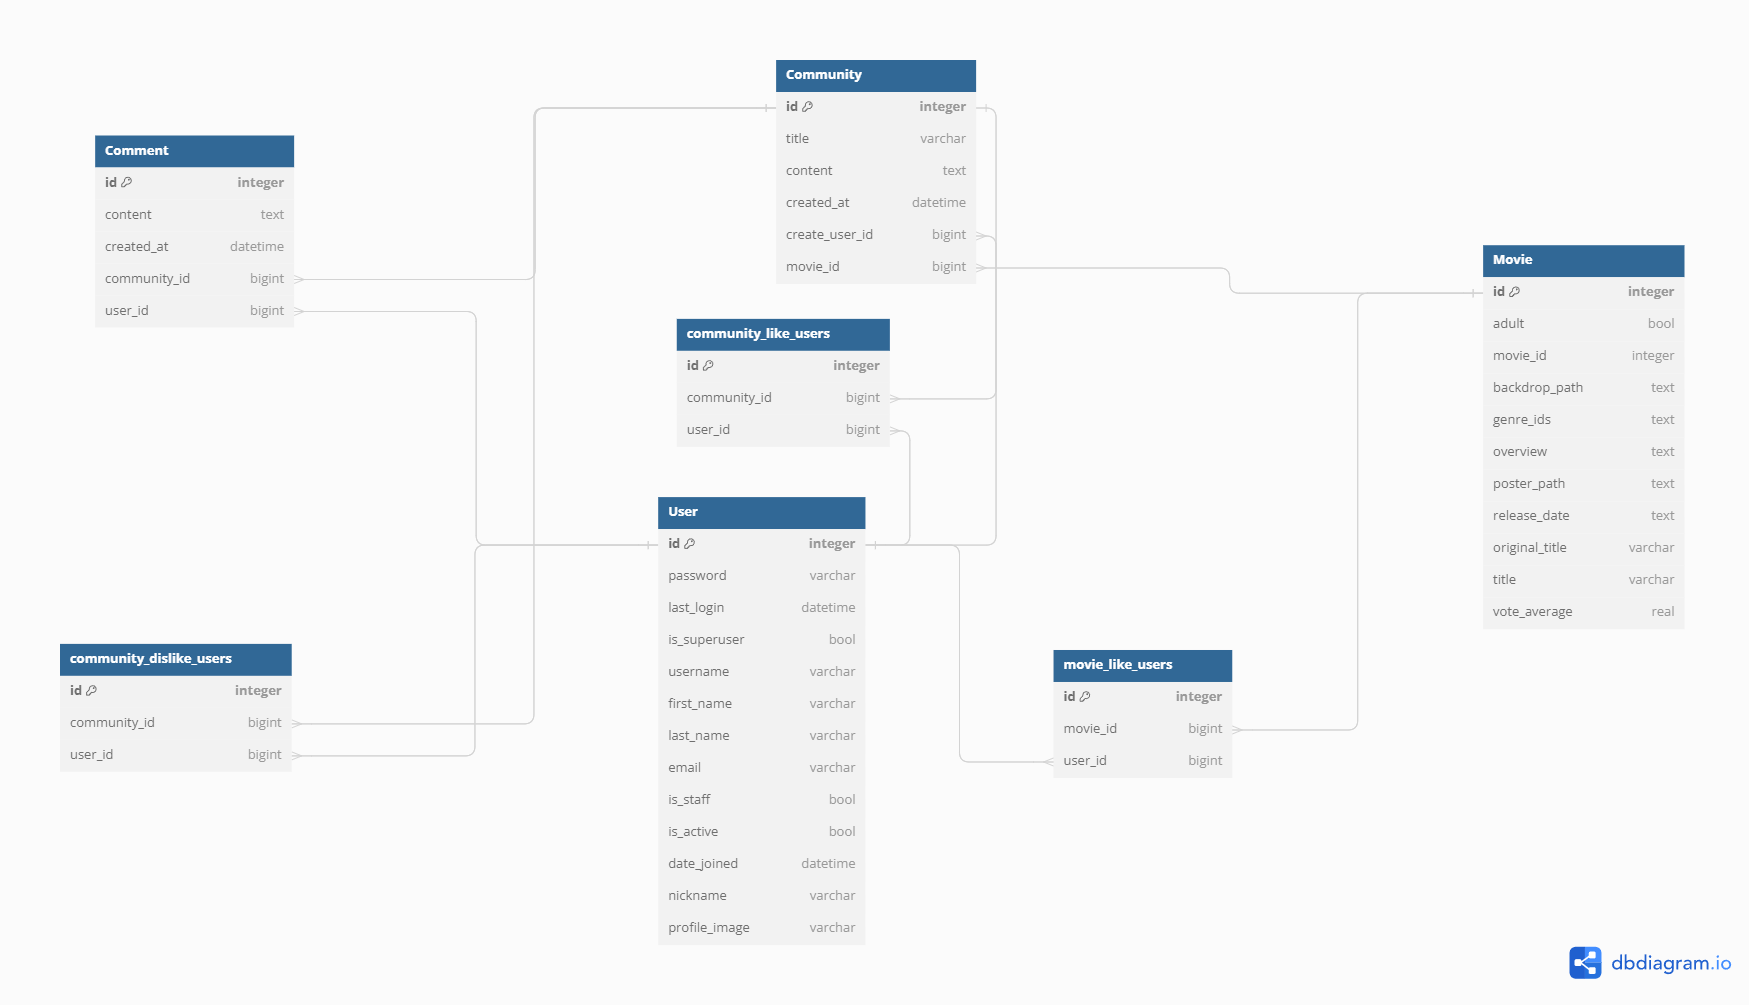 Community
id integer
title varchar
content text
created_at datetime
create_user_id bigint
movie_id bigint
Comment
id integer
content text
created_at datetime
community_id bigint
user_id bigint
Movie
id integer
adult bool
movie_id integer
backdrop_path text
genre_ids text
overview text
poster_path text
release_date text
original_title varchar
title varchar
vote_average real
community_like_users
id integer
community_id bigint
user_id bigint
User
id integer
password varchar
last_login datetime
is_superuser bool
username varchar
first_name varchar
last_name varchar
email varchar
is_staff bool
is_active bool
date_joined datetime
nickname varchar
profile_image varchar
community_dislike_users
id integer
community_id bigint
user_id bigint
movie_like_users
id integer
movie_id bigint
user_id bigint
dbdiagram.io